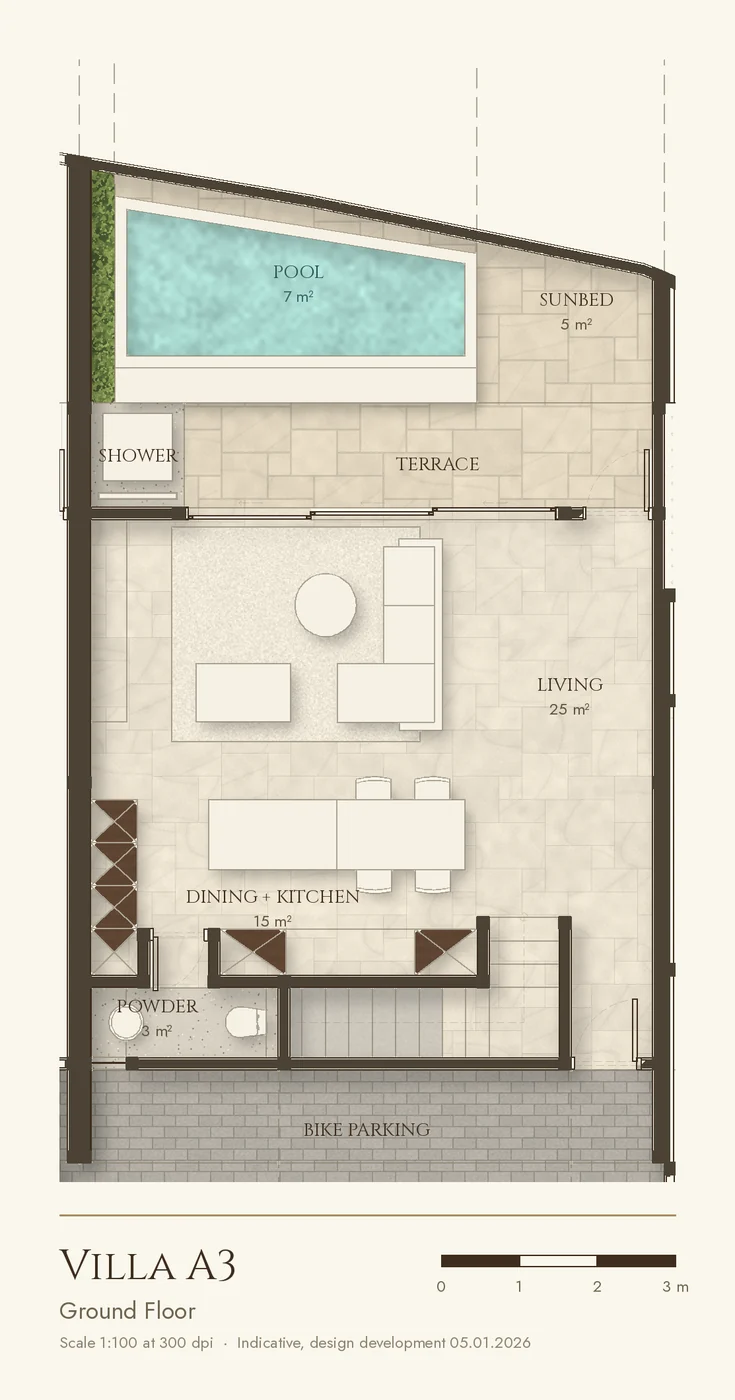 POOL
7 m²
SUNBED
5 m²
SHOWER
TERRACE
LIVING
25 m²
DINING + KITCHEN
15 m²
POWDER
3 m²
BIKE PARKING
VILLA A3
0 1 2 3 m
Ground Floor
Scale 1:100 at 300 dpi · Indicative, design development 05.01.2026